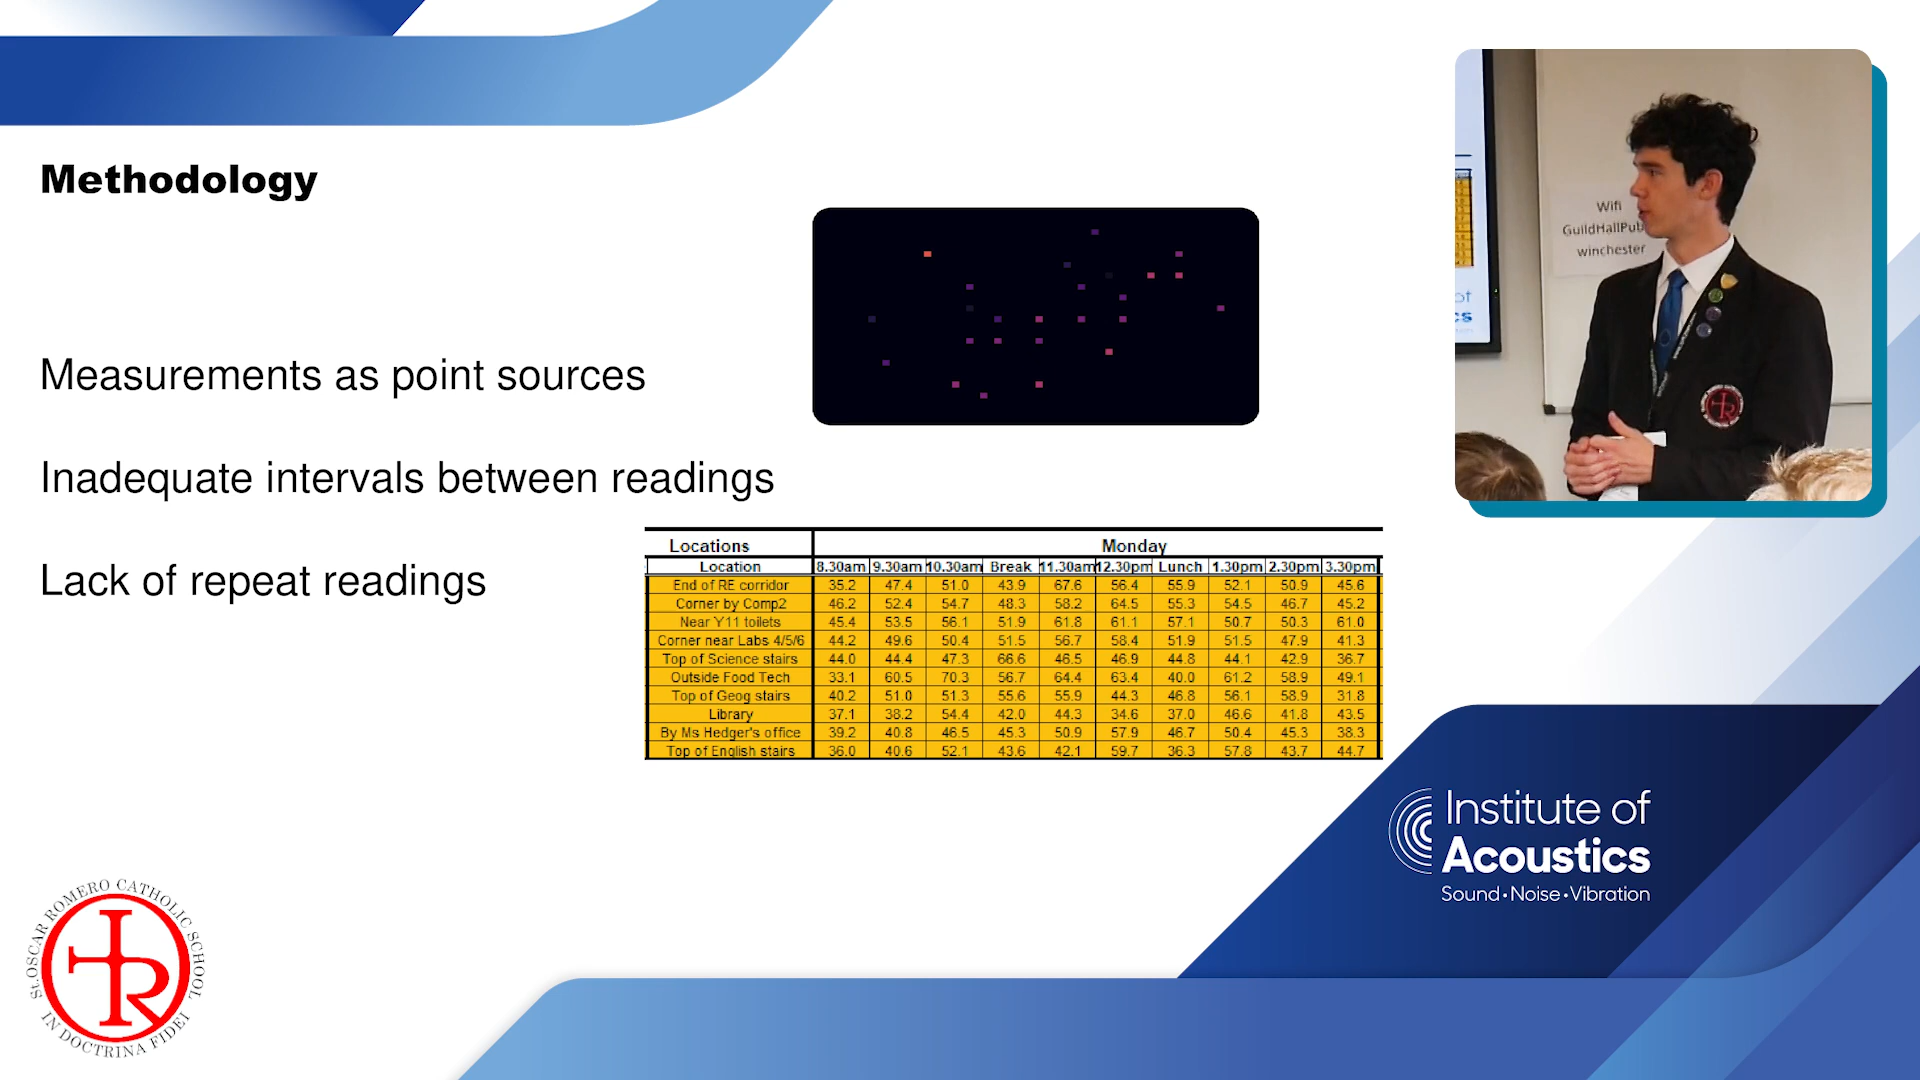 Methodology
Measurements as point sources
Inadequate intervals between readings
Lack of repeat readings
Locations Monday
Location 8.30am 9.30am 10.30am Break 11.30am 12.30pm Lunch 1.30pm 2.30pm 3.30pm
End of RE corridor 35.2 47.4 51.0 43.9 67.6 56.4 55.9 52.1 50.9 45.6
Corner by Comp2 46.2 52.4 54.7 48.3 58.2 64.5 55.3 54.5 46.7 45.2
Near Y11 toilets 45.4 53.5 56.1 51.9 61.8 61.1 57.1 50.7 50.3 61.0
Corner near Labs 4/5/6 44.2 49.6 50.4 51.5 56.7 58.4 51.9 51.5 47.9 41.3
Top of Science stairs 44.0 44.4 47.3 66.6 46.5 46.9 44.8 44.1 42.9 36.7
Outside Food Tech 33.1 60.5 70.3 56.7 64.4 63.4 40.0 61.2 58.9 49.1
Top of Geog stairs 40.2 51.0 51.3 55.6 55.9 44.3 46.8 56.1 58.9 31.8
Library 37.1 38.2 54.4 42.0 44.3 34.6 37.0 46.6 41.8 43.5
By Ms Hedger's office 39.2 40.8 46.5 45.3 50.9 57.9 46.7 50.4 45.3 38.3
Top of English stairs 36.0 40.6 52.1 43.6 42.1 59.7 36.3 57.8 43.7 44.7
Wifi
GuildHallPub
winchester
Institute of
Acoustics
Sound•Noise•Vibration
St.OSCAR ROMERO CATHOLIC SCHOOL
IN DOCTRINA FIDEI